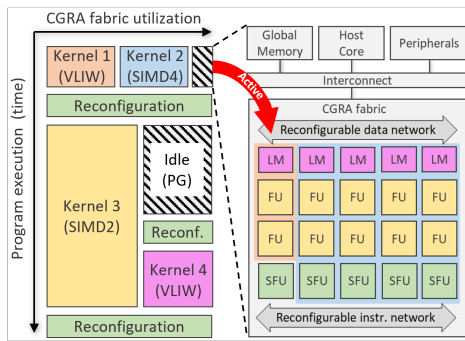 CGRA fabric utilization
Program execution (time)
Kernel 1
(VLIW)
Kernel 2
(SIMD4)
Reconfiguration
Kernel 3
(SIMD2)
Idle
(PG)
Reconf.
Kernel 4
(VLIW)
Reconfiguration
Active
Global
Memory
Host
Core
Peripherals
Interconnect
CGRA fabric
Reconfigurable data network
LM LM LM LM LM
FU FU FU FU FU
FU FU FU FU FU
SFU SFU SFU SFU SFU
Reconfigurable instr. network